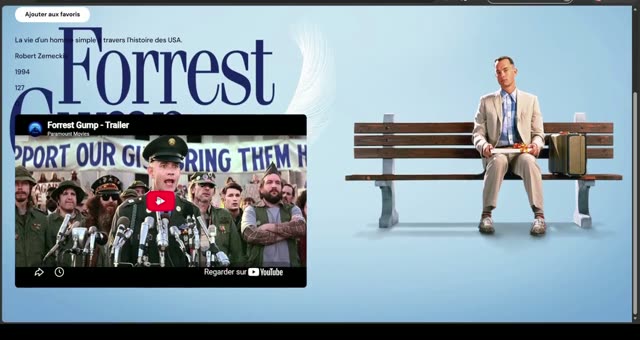 Ajouter aux favoris
La vie d'un homme simple à travers l'histoire des USA.
Robert Zemeckis
1994
127
Forrest
Gump
Forrest Gump - Trailer
Paramount Movies
PPORT OUR GI
RING THEM H
Regarder sur YouTube